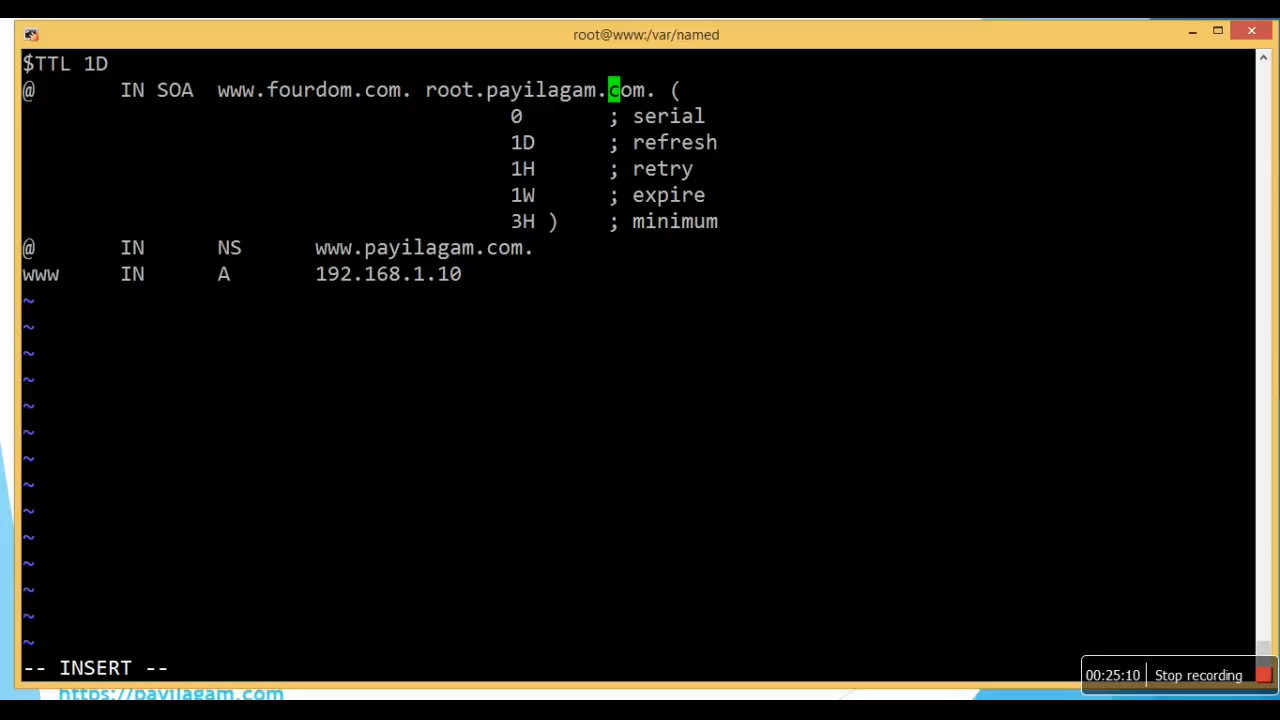 root@www:/var/named
$TTL 1D
@ IN SOA www.fourdom.com. root.payilagam.com. (
0 ; serial
1D ; refresh
1H ; retry
1W ; expire
3H ) ; minimum
@ IN NS www.payilagam.com.
www IN A 192.168.1.10
~
~
~
~
~
~
~
~
~
~
~
~
~
~
-- INSERT --
00:25:10 Stop recording
https://payilagam.com